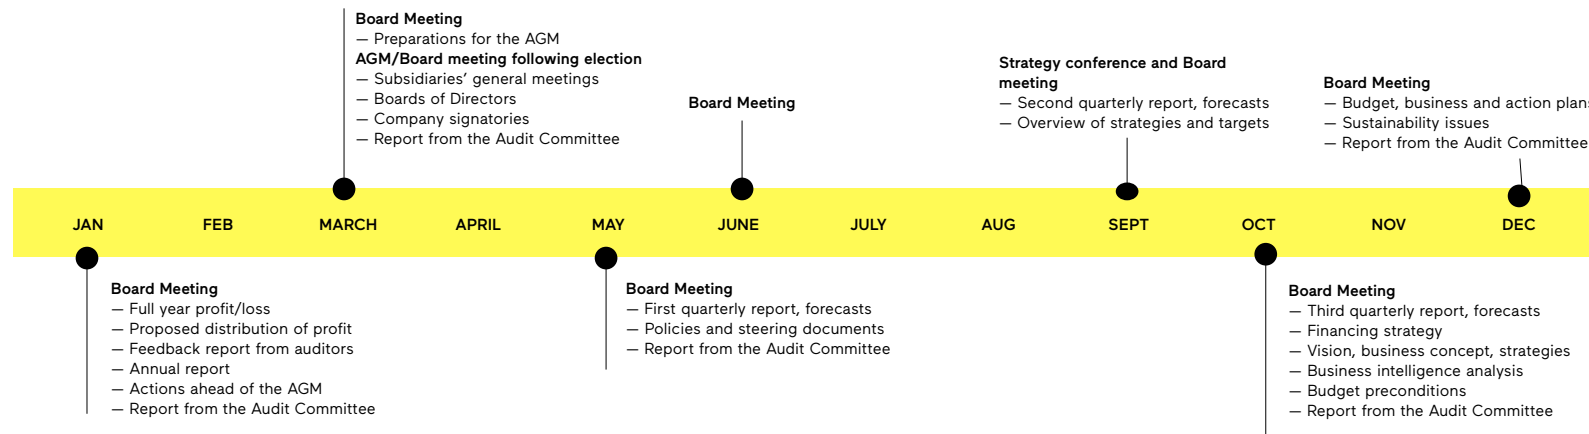 Board Meeting
— Preparations for the AGM
AGM/Board meeting following election
— Subsidiaries’ general meetings
— Boards of Directors
— Company signatories
— Report from the Audit Committee
Board Meeting
Strategy conference and Board
meeting
— Second quarterly report, forecasts
— Overview of strategies and targets
Board Meeting
— Budget, business and action plans
— Sustainability issues
— Report from the Audit Committee
JAN FEB MARCH APRIL MAY JUNE JULY AUG SEPT OCT NOV DEC
Board Meeting
— Full year profit/loss
— Proposed distribution of profit
— Feedback report from auditors
— Annual report
— Actions ahead of the AGM
— Report from the Audit Committee
Board Meeting
— First quarterly report, forecasts
— Policies and steering documents
— Report from the Audit Committee
Board Meeting
— Third quarterly report, forecasts
— Financing strategy
— Vision, business concept, strategies
— Business intelligence analysis
— Budget preconditions
— Report from the Audit Committee